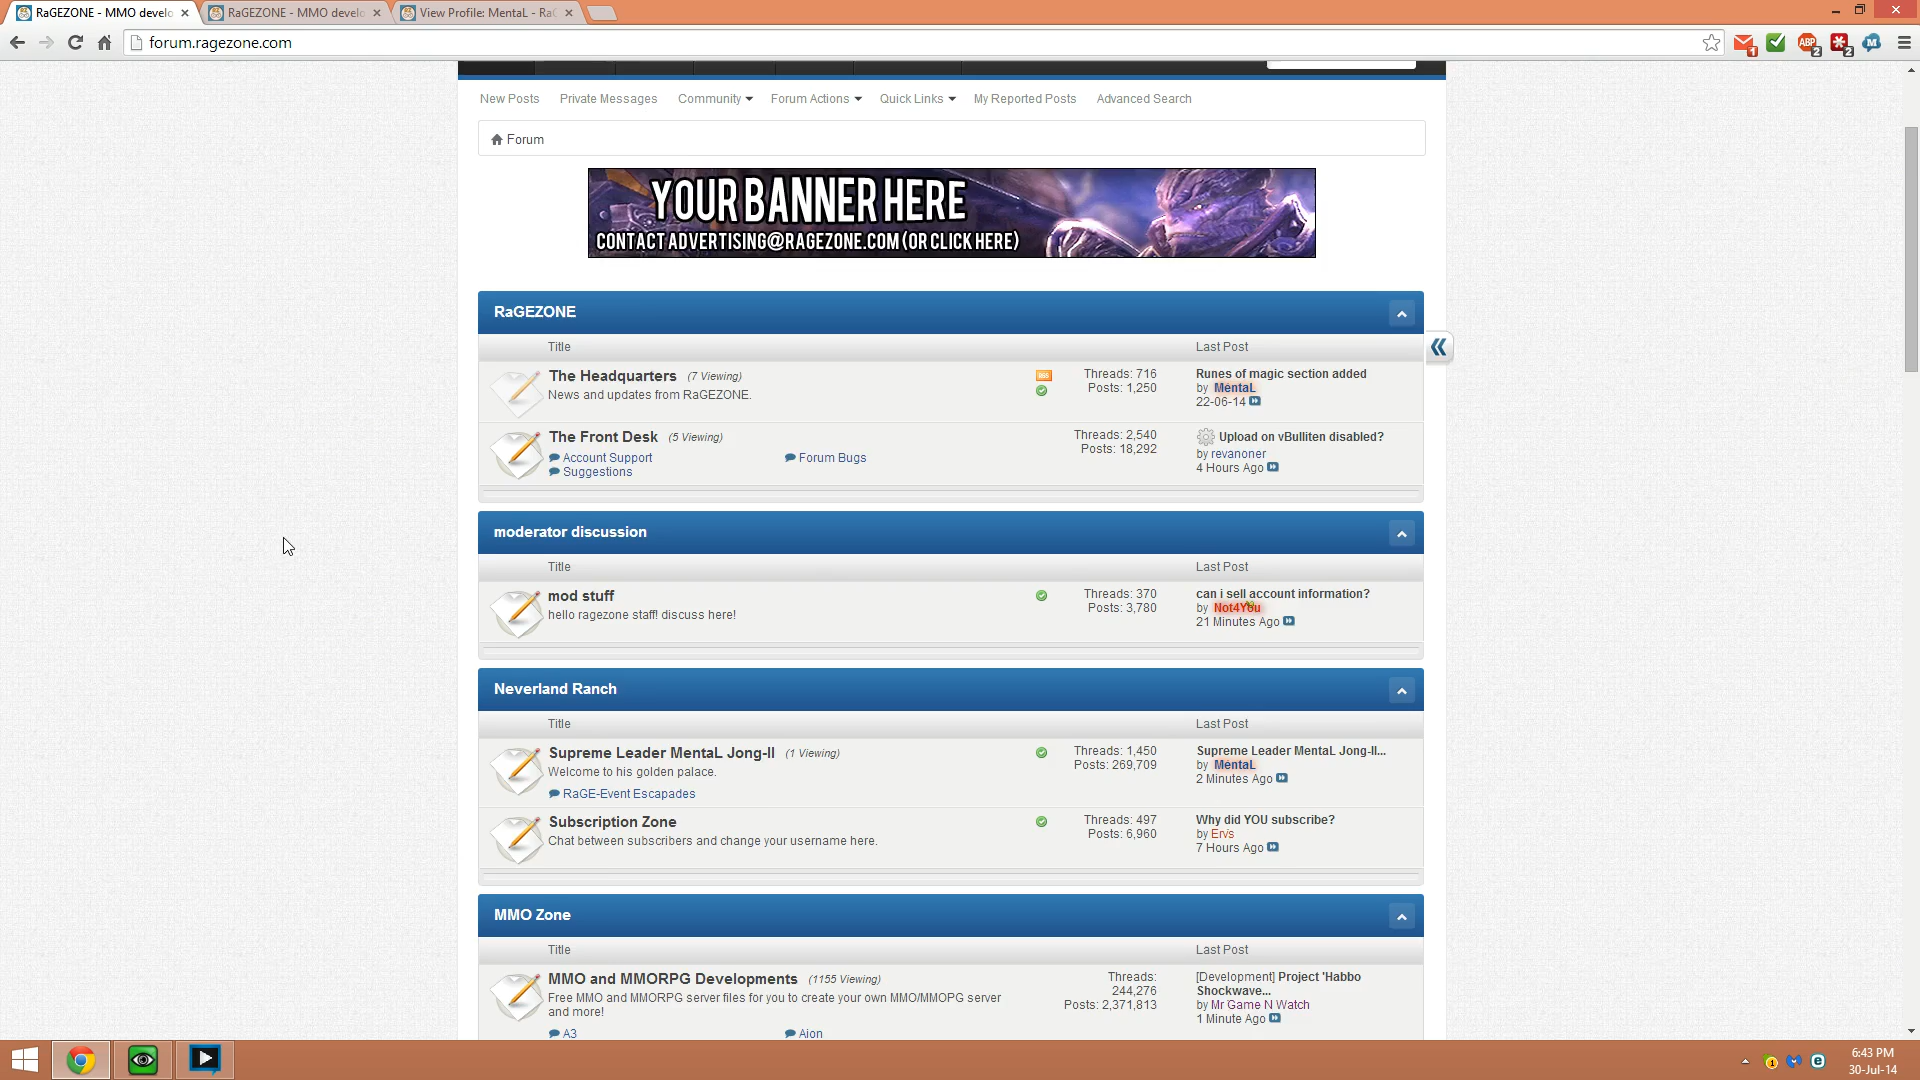 RaGEZONE - MMO develo
RaGEZONE - MMO develo
View Profile: MentaL - Ra
forum.ragezone.com
1
ABP
2
2
M
New Posts Private Messages Community Forum Actions Quick Links My Reported Posts Advanced Search
Forum
YOUR BANNER HERE
CONTACT ADVERTISING@RAGEZONE.COM (OR CLICK HERE)
RaGEZONE
Title Last Post
The Headquarters (7 Viewing)
News and updates from RaGEZONE.
RSS
Threads: 716
Posts: 1,250
Runes of magic section added
by MentaL
22-06-14
The Front Desk (5 Viewing)
Account Support Forum Bugs
Suggestions
Threads: 2,540
Posts: 18,292
Upload on vBulliten disabled?
by revanoner
4 Hours Ago
moderator discussion
Title Last Post
mod stuff
hello ragezone staff! discuss here!
Threads: 370
Posts: 3,780
can i sell account information?
by Not4You
21 Minutes Ago
Neverland Ranch
Title Last Post
Supreme Leader MentaL Jong-Il (1 Viewing)
Welcome to his golden palace.
RaGE-Event Escapades
Threads: 1,450
Posts: 269,709
Supreme Leader MentaL Jong-Il...
by MentaL
2 Minutes Ago
Subscription Zone
Chat between subscribers and change your username here.
Threads: 497
Posts: 6,960
Why did YOU subscribe?
by Ervs
7 Hours Ago
MMO Zone
Title Last Post
MMO and MMORPG Developments (1155 Viewing)
Free MMO and MMORPG server files for you to create your own MMO/MMOPG server
and more!
A3 Aion
Threads:
244,276
Posts: 2,371,813
[Development] Project 'Habbo
Shockwave...
by Mr Game N Watch
1 Minute Ago
6:43 PM
30-Jul-14